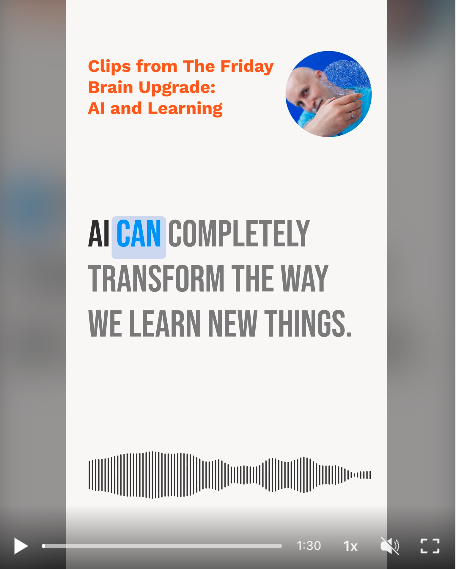 Clips from The Friday
Brain Upgrade:
AI and Learning
AI CAN COMPLETELY
TRANSFORM THE WAY
WE LEARN NEW THINGS.
1:30
1x